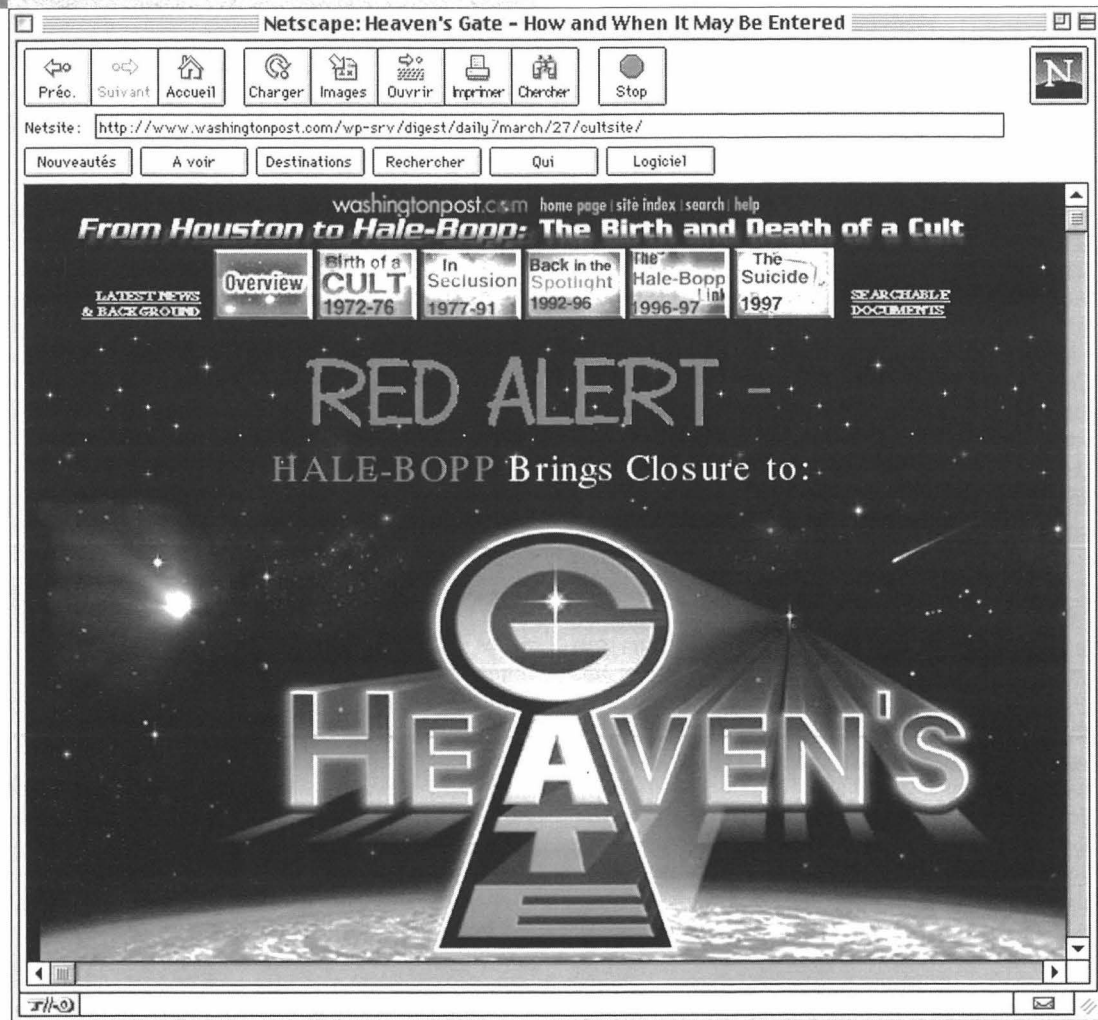 Netscape: Heaven's Gate - How and When It May Be Entered
Préc. Suivant Accueil Charger Images Ouvrir Imprimer Chercher Stop
N
Netsite: http://www.washingtonpost.com/wp-srv/digest/daily/march/27/cultsite/
Nouveautés A voir Destinations Rechercher Qui Logiciel
washingtonpost.com home page | site index | search | help
From Houston to Hale-Bopp: The Birth and Death of a Cult
LATEST NEWS
& BACKGROUND
Overview
Birth of a
CULT
1972-76
In
Seclusion
1977-91
Back in the
Spotlight
1992-96
The
Hale-Bopp
Link
1996-97
The
Suicide
1997
SEARCHABLE
DOCUMENTS
RED ALERT -
HALE-BOPP Brings Closure to:
HEAVEN'S
GATE